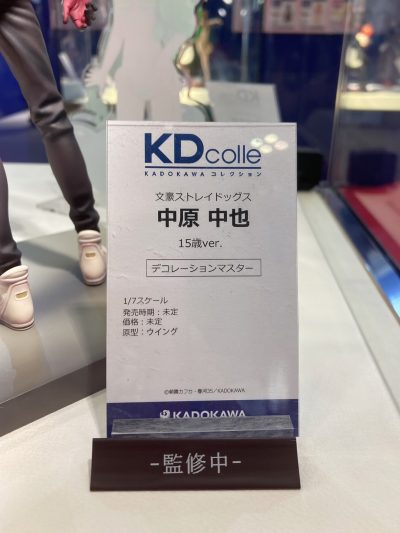 KDcolle
KADOKAWA コレクション
文豪ストレイドッグス
中原 中也
15歳ver.
デコレーションマスター
1/7スケール
発売時期：未定
価格：未定
原型：ウイング
©朝霧カフカ・春河35/KADOKAWA
KADOKAWA
-監修中-